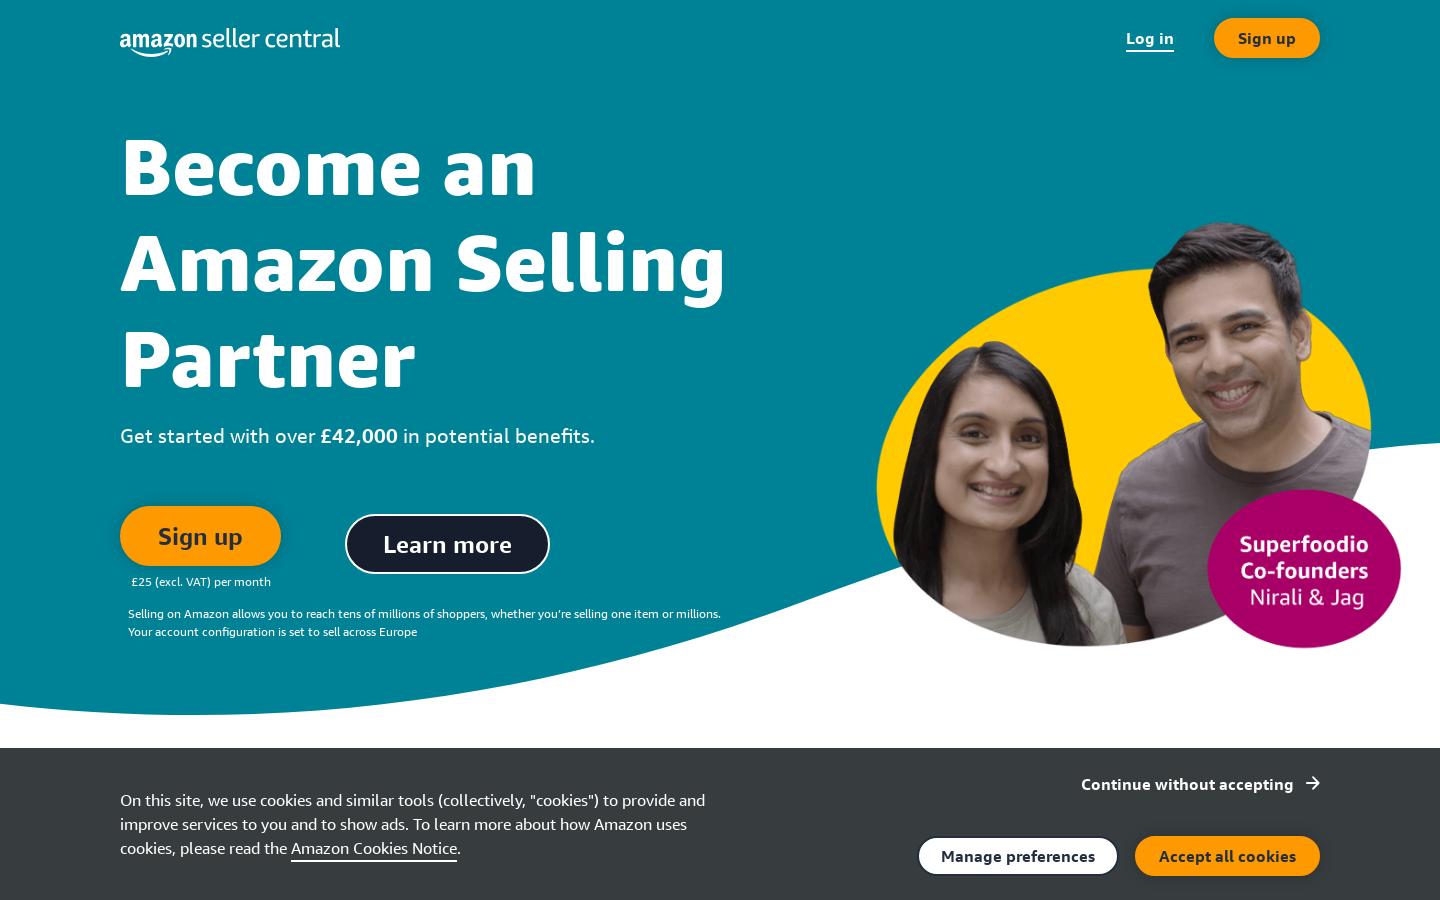 amazon seller central
Log in
Sign up
Become an
Amazon Selling
Partner
Get started with over £42,000 in potential benefits.
Sign up
£25 (excl. VAT) per month
Learn more
Selling on Amazon allows you to reach tens of millions of shoppers, whether you’re selling one item or millions.
Your account configuration is set to sell across Europe
Superfoodio
Co-founders
Nirali & Jag
On this site, we use cookies and similar tools (collectively, "cookies") to provide and
improve services to you and to show ads. To learn more about how Amazon uses
cookies, please read the Amazon Cookies Notice.
Continue without accepting
Manage preferences
Accept all cookies